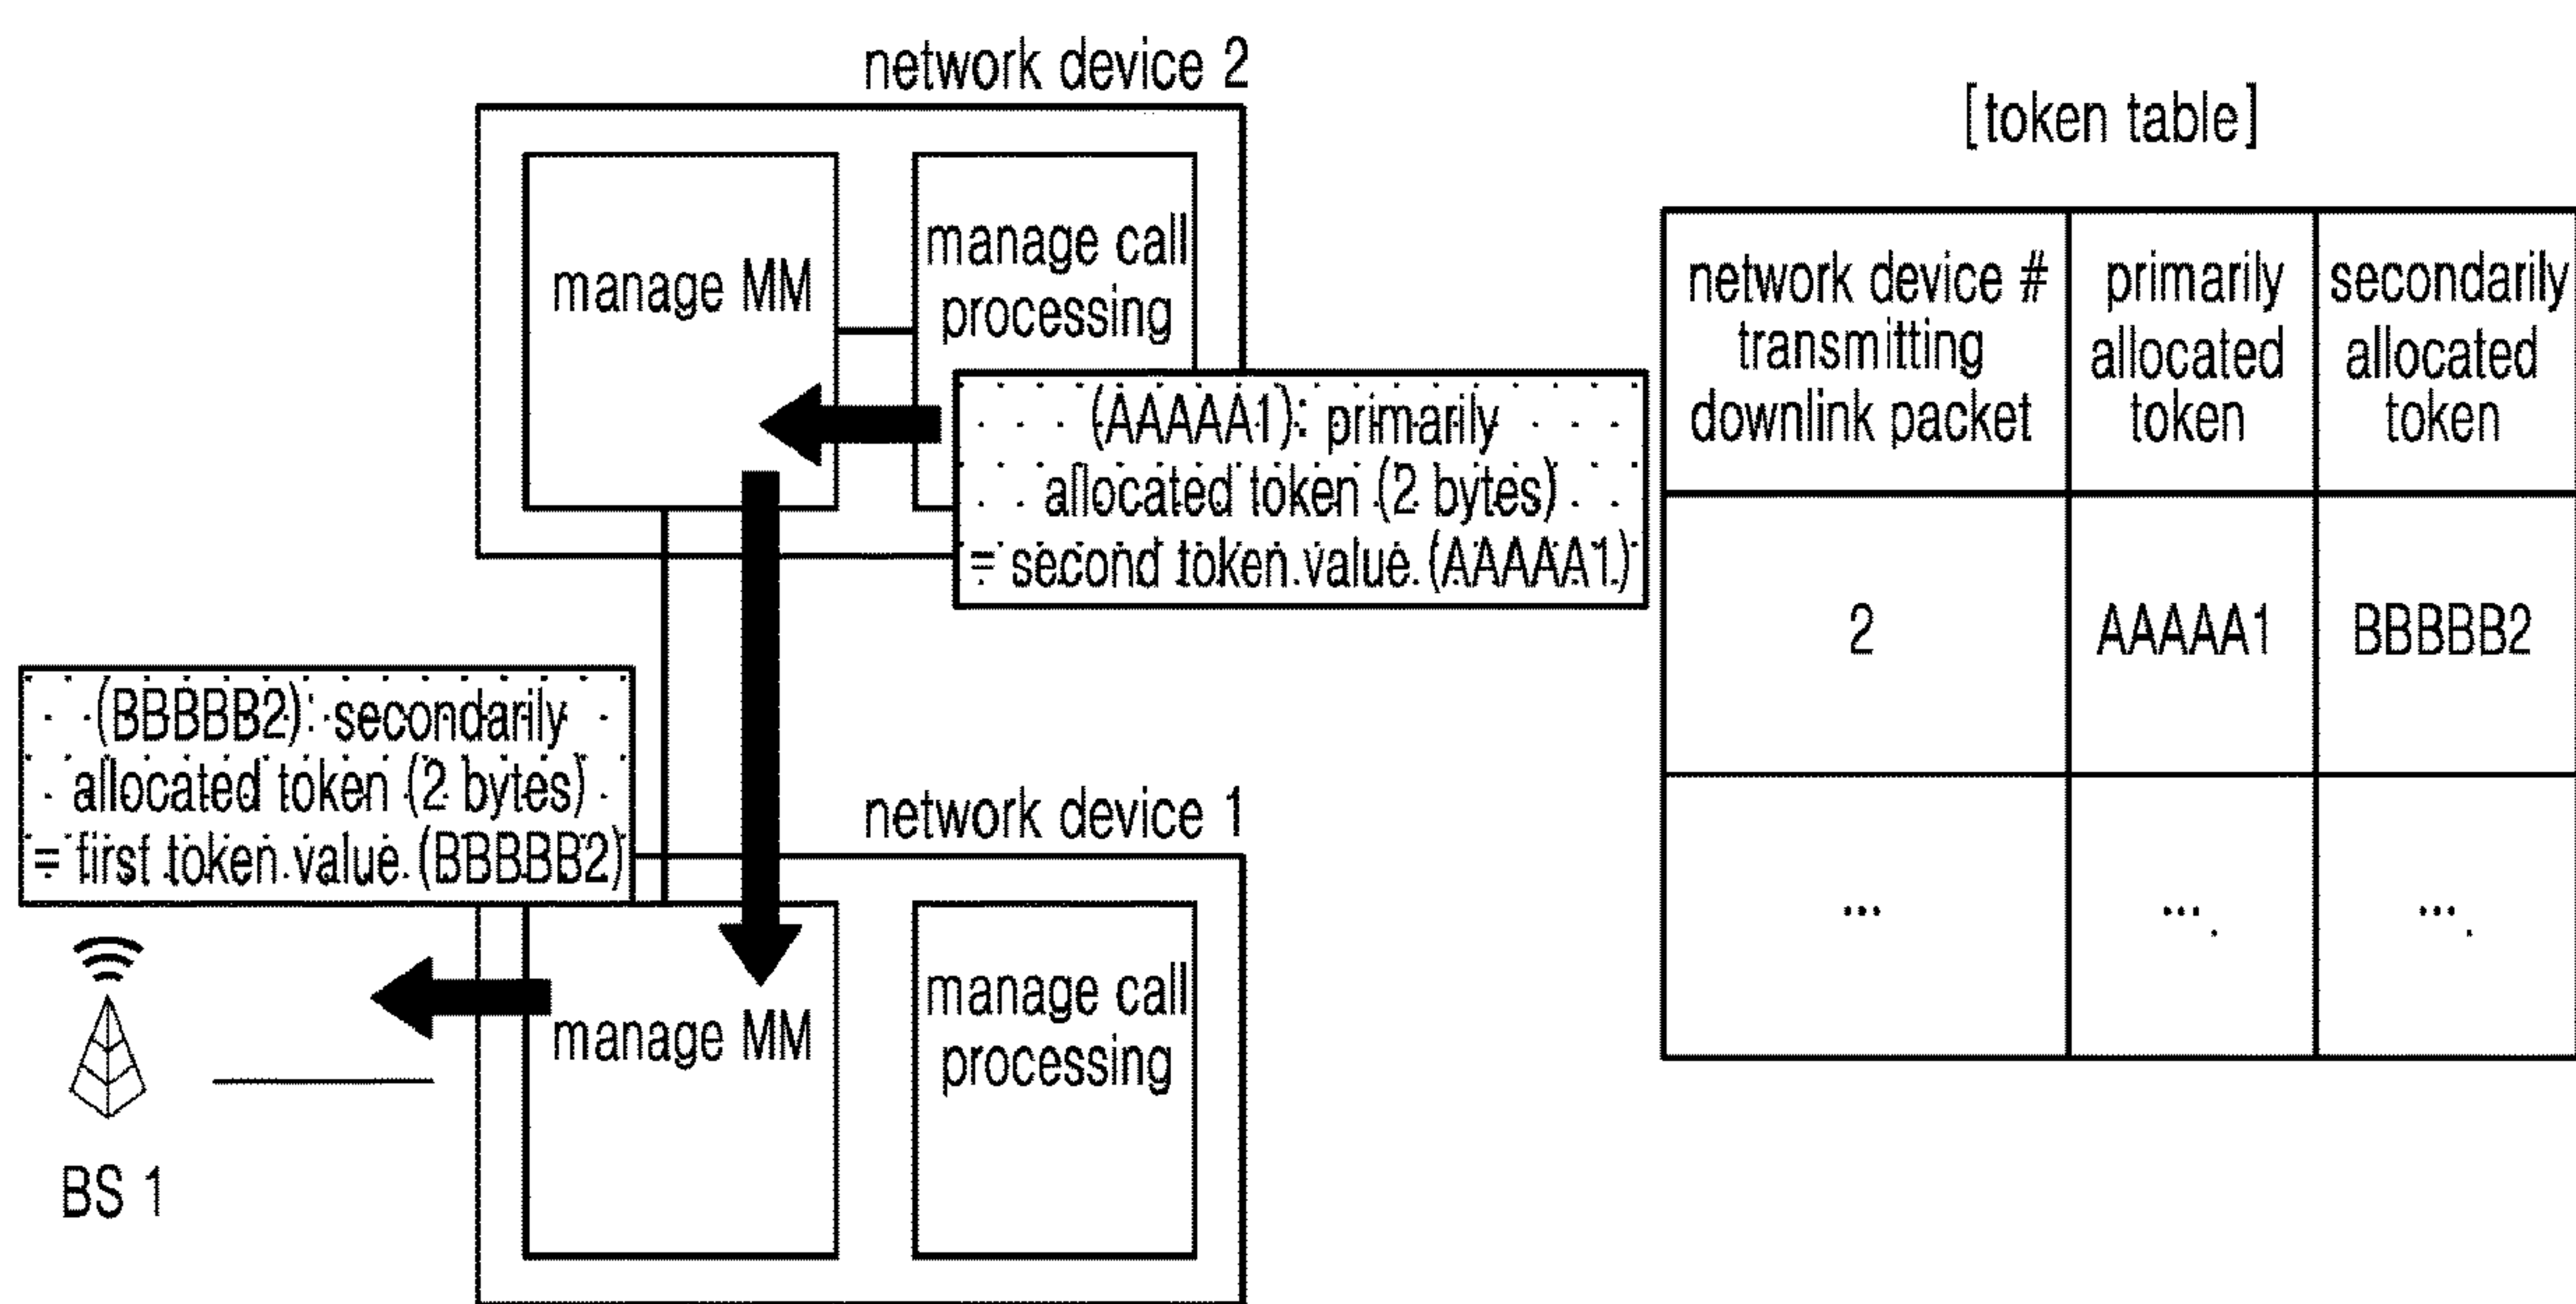 network device 2
manage MM
manage call
processing
(AAAAA1): primarily
allocated token (2 bytes)
= second token value (AAAAA1)
(BBBBB2): secondarily
allocated token (2 bytes)
= first token value (BBBBB2)
network device 1
manage MM
manage call
processing
BS 1
[token table]
network device #
transmitting
downlink packet
primarily
allocated
token
secondarily
allocated
token
2
AAAAA1
BBBBB2
...
....
....